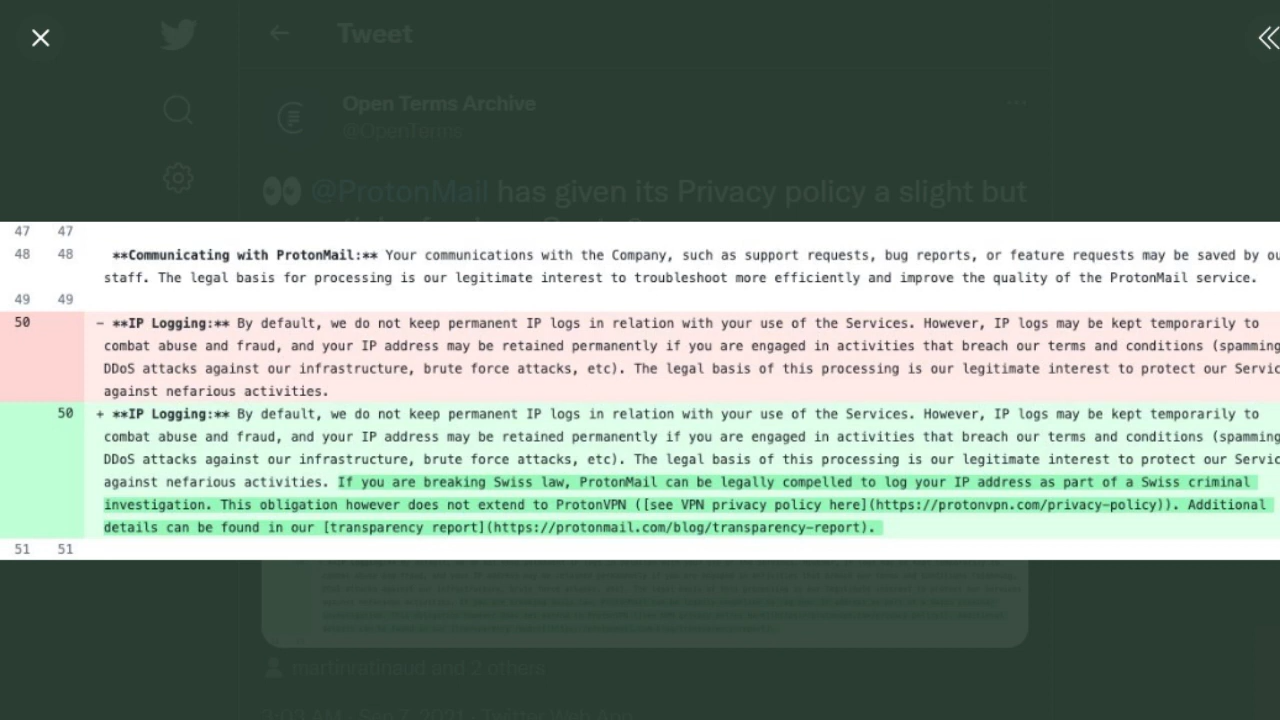 Tweet
Open Terms Archive
@OpenTerms
@ProtonMail has given its Privacy policy a slight but
47 47
48 48 **Communicating with ProtonMail:** Your communications with the Company, such as support requests, bug reports, or feature requests may be saved by ou
staff. The legal basis for processing is our legitimate interest to troubleshoot more efficiently and improve the quality of the ProtonMail service.
49 49
50 – **IP Logging:** By default, we do not keep permanent IP logs in relation with your use of the Services. However, IP logs may be kept temporarily to
combat abuse and fraud, and your IP address may be retained permanently if you are engaged in activities that breach our terms and conditions (spamming
DDoS attacks against our infrastructure, brute force attacks, etc). The legal basis of this processing is our legitimate interest to protect our Servic
against nefarious activities.
50 + **IP Logging:** By default, we do not keep permanent IP logs in relation with your use of the Services. However, IP logs may be kept temporarily to
combat abuse and fraud, and your IP address may be retained permanently if you are engaged in activities that breach our terms and conditions (spamming
DDoS attacks against our infrastructure, brute force attacks, etc). The legal basis of this processing is our legitimate interest to protect our Servic
against nefarious activities. If you are breaking Swiss law, ProtonMail can be legally compelled to log your IP address as part of a Swiss criminal
investigation. This obligation however does not extend to ProtonVPN ([see VPN privacy policy here](https://protonvpn.com/privacy-policy)). Additional
details can be found in our [transparency report](https://protonmail.com/blog/transparency-report).
51 51
martinratinaud and 2 others
3:03 AM · Sep 7, 2021 · Twitter Web App